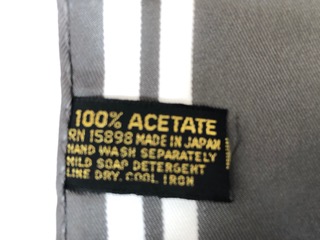 100% ACETATE
RN 15898 MADE IN JAPAN
HAND WASH SEPARATELY
MILD SOAP DETERGENT
LINE DRY, COOL IRON